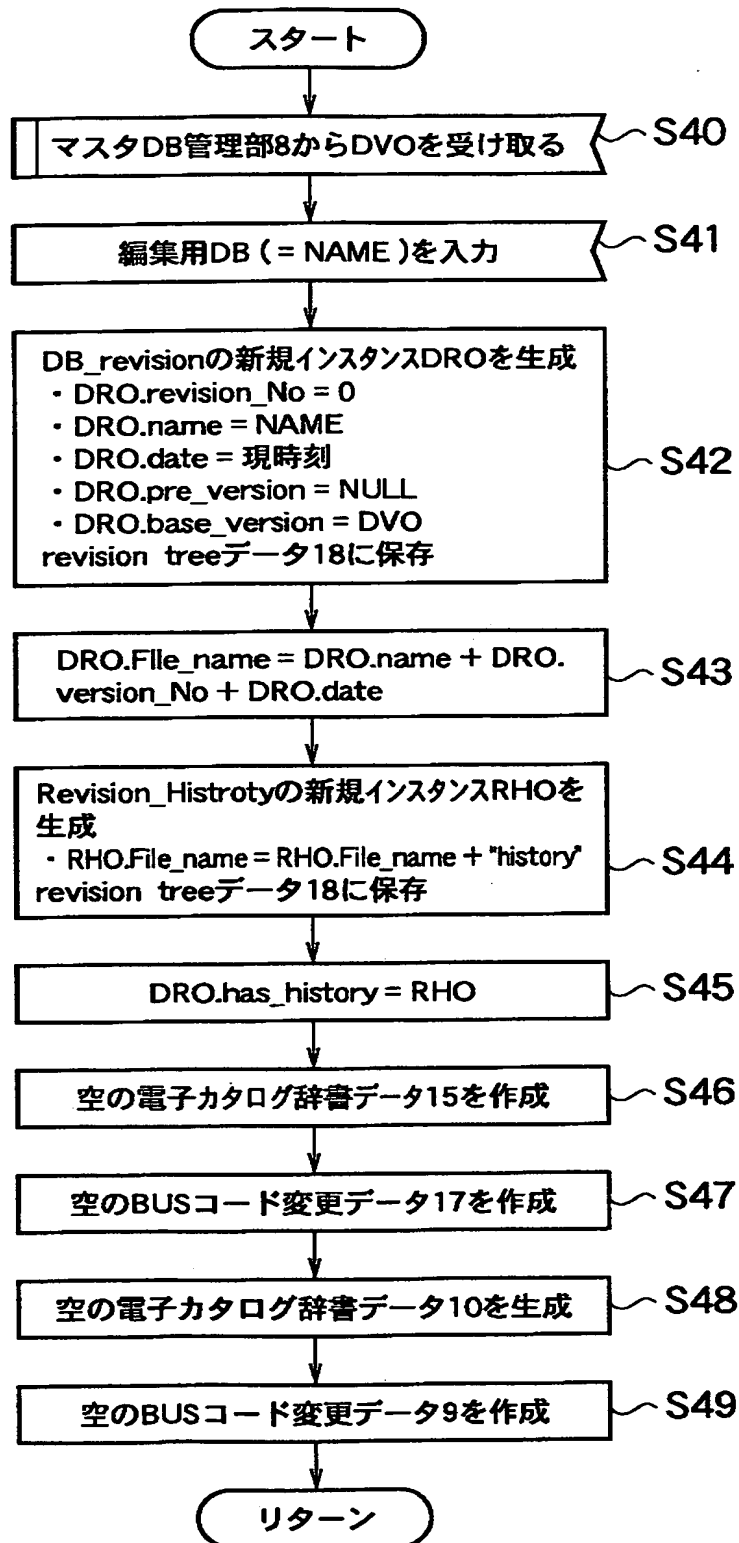 スタート
マスタDB管理部8からDVOを受け取る
S40
編集用DB ( = NAME )を入力
S41
DB_revisionの新規インスタンスDROを生成
・DRO.revision_No = 0
・DRO.name = NAME
・DRO.date = 現時刻
・DRO.pre_version = NULL
・DRO.base_version = DVO
revision treeデータ18に保存
S42
DRO.File_name = DRO.name + DRO.
version_No + DRO.date
S43
Revision_Histrotyの新規インスタンスRHOを
生成
・RHO.File_name = RHO.File_name + "history"
revision treeデータ18に保存
S44
DRO.has_history = RHO
S45
空の電子カタログ辞書データ15を作成
S46
空のBUSコード変更データ17を作成
S47
空の電子カタログ辞書データ10を生成
S48
空のBUSコード変更データ9を作成
S49
リターン